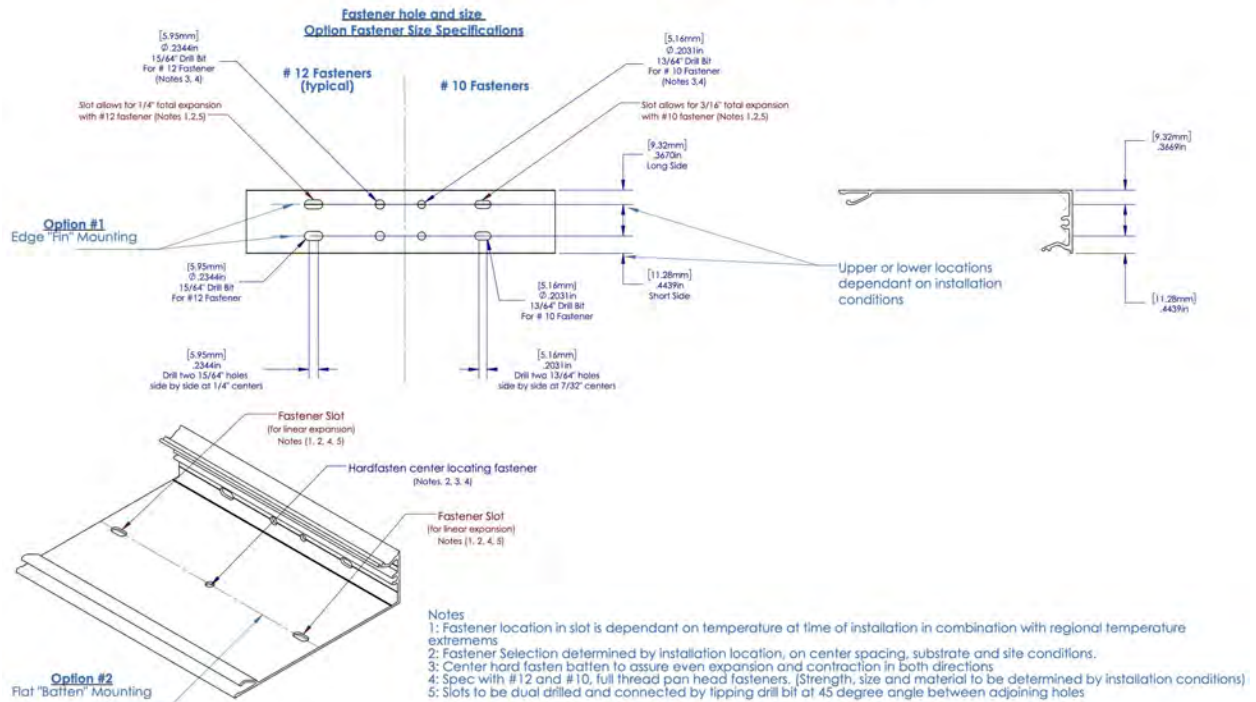 Fastener hole and size
Option Fastener Size Specifications
[5.95mm]
Ø.2344in
15/64" Drill Bit
For # 12 Fastener
(Notes 3, 4)
# 12 Fasteners
(typical)
# 10 Fasteners
[5.16mm]
Ø.2031in
13/64" Drill Bit
For # 10 Fastener
(Notes 3,4)
Slot allows for 1/4" total expansion
with #12 fastener (Notes 1,2,5)
Slot allows for 3/16" total expansion
with #10 fastener (Notes 1,2,5)
[9.32mm]
.3670in
Long Side
[9.32mm]
.3669in
Option #1
Edge "Fin" Mounting
[5.95mm]
Ø.2344in
15/64" Drill Bit
For #12 Fastener
[5.16mm]
Ø.2031in
13/64" Drill Bit
For # 10 Fastener
[11.28mm]
.4439in
Short Side
Upper or lower locations
dependant on installation
conditions
[11.28mm]
.4439in
[5.95mm]
.2344in
Drill two 15/64" holes
side by side at 1/4" centers
[5.16mm]
.2031in
Drill two 13/64" holes
side by side at 7/32" centers
Fastener Slot
(for linear expansion)
Notes (1, 2, 4, 5)
Hardfasten center locating fastener
(Notes, 2, 3, 4)
Fastener Slot
(for linear expansion)
Notes (1, 2, 4, 5)
Option #2
Flat "Batten" Mounting
Notes
1: Fastener location in slot is dependant on temperature at time of installation in combination with regional temperature
extremems
2: Fastener Selection determined by installation location, on center spacing, substrate and site conditions.
3: Center hard fasten batten to assure even expansion and contraction in both directions
4: Spec with #12 and #10, full thread pan head fasteners. (Strength, size and material to be determined by installation conditions)
5: Slots to be dual drilled and connected by tipping drill bit at 45 degree angle between adjoining holes